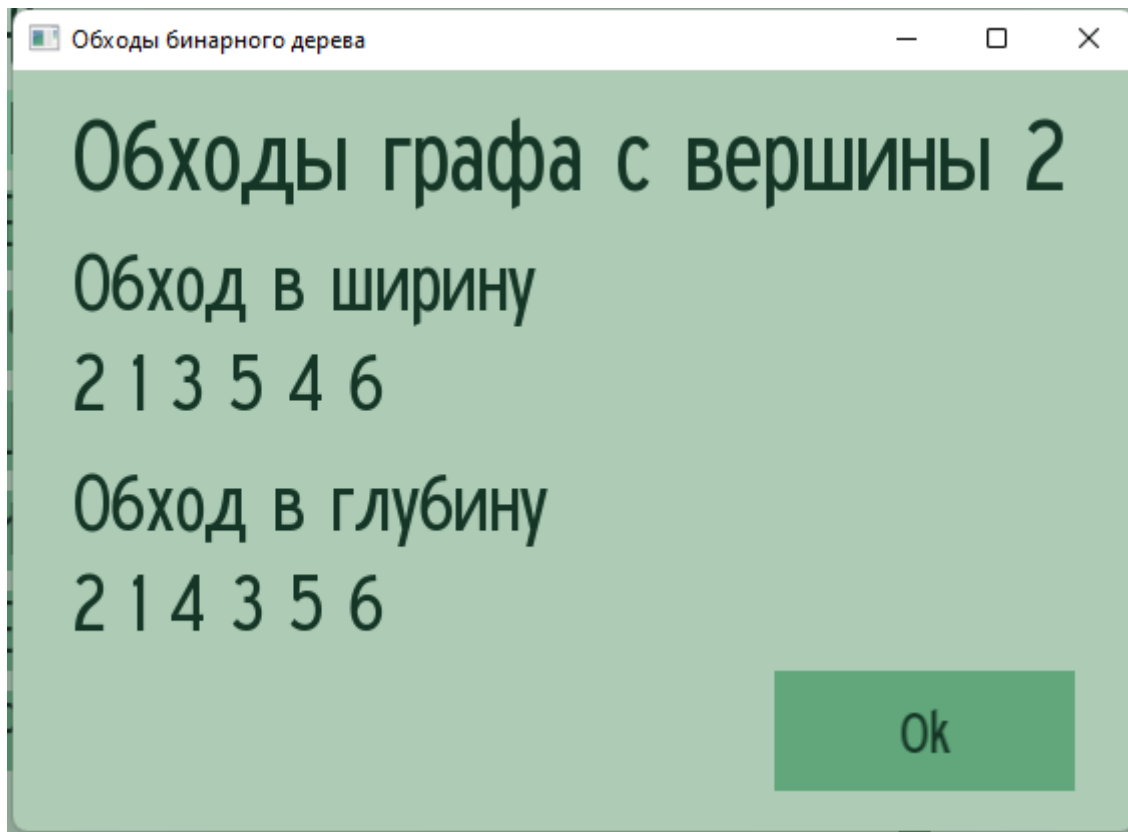 Обходы бинарного дерева
Обходы графа с вершины 2
Обход в ширину
2 1 3 5 4 6
Обход в глубину
2 1 4 3 5 6
Ok